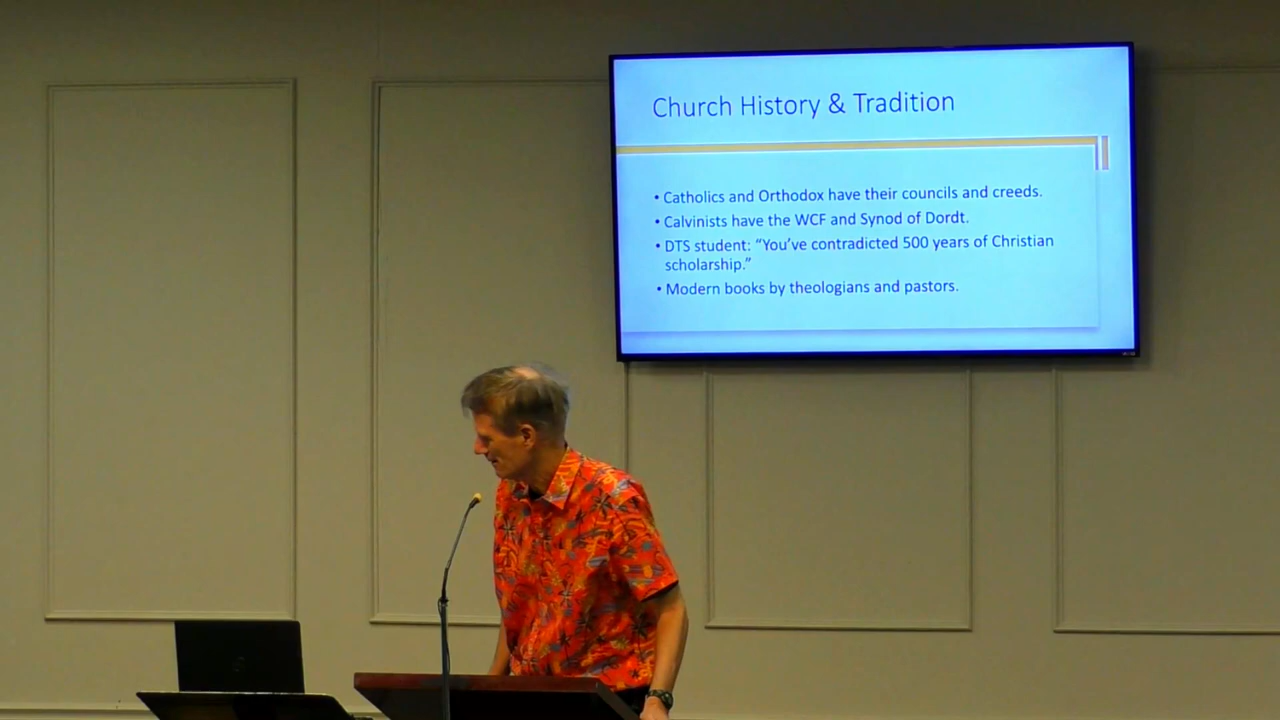 Church History & Tradition
• Catholics and Orthodox have their councils and creeds.
• Calvinists have the WCF and Synod of Dordt.
• DTS student: “You’ve contradicted 500 years of Christian
scholarship.”
• Modern books by theologians and pastors.